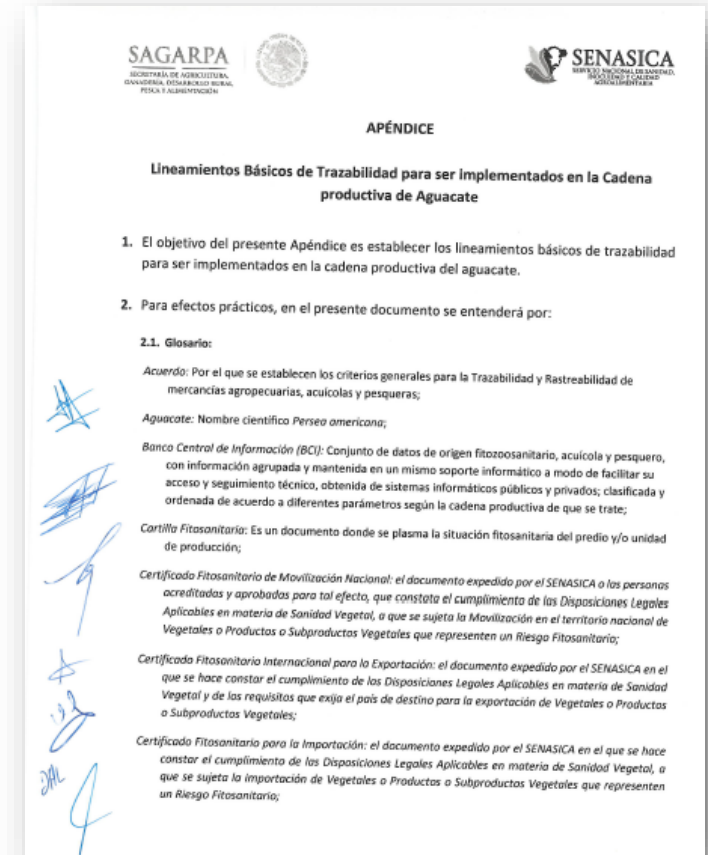 SAGARPA
SECRETARÍA DE AGRICULTURA,
GANADERÍA, DESARROLLO RURAL,
PESCA Y ALIMENTACIÓN
SENASICA
SERVICIO NACIONAL DE SANIDAD,
INOCUIDAD Y CALIDAD
AGROALIMENTARIA
APÉNDICE
Lineamientos Básicos de Trazabilidad para ser implementados en la Cadena
productiva de Aguacate
1. El objetivo del presente Apéndice es establecer los lineamientos básicos de trazabilidad
para ser implementados en la cadena productiva del aguacate.
2. Para efectos prácticos, en el presente documento se entenderá por:
2.1. Glosario:
Acuerdo: Por el que se establecen los criterios generales para la Trazabilidad y Rastreabilidad de
mercancías agropecuarias, acuícolas y pesqueras;
Aguacate: Nombre científico Persea americana;
Banco Central de Información (BCI): Conjunto de datos de origen fitozoosanitario, acuícola y pesquero,
con información agrupada y mantenida en un mismo soporte informático a modo de facilitar su
acceso y seguimiento técnico, obtenida de sistemas informáticos públicos y privados; clasificada y
ordenada de acuerdo a diferentes parámetros según la cadena productiva de que se trate;
Cartilla Fitosanitaria: Es un documento donde se plasma la situación fitosanitaria del predio y/o unidad
de producción;
Certificado Fitosanitario de Movilización Nacional: el documento expedido por el SENASICA o las personas
acreditadas y aprobadas para tal efecto, que constata el cumplimiento de las Disposiciones Legales
Aplicables en materia de Sanidad Vegetal, a que se sujeta la Movilización en el territorio nacional de
Vegetales o Productos o Subproductos Vegetales que representen un Riesgo Fitosanitario;
Certificado Fitosanitario Internacional para la Exportación: el documento expedido por el SENASICA en el
que se hace constar el cumplimiento de las Disposiciones Legales Aplicables en materia de Sanidad
Vegetal y de los requisitos que exija el país de destino para la exportación de Vegetales o Productos
o Subproductos Vegetales;
Certificado Fitosanitario para la Importación: el documento expedido por el SENASICA en el que se hace
constar el cumplimiento de las Disposiciones Legales Aplicables en materia de Sanidad Vegetal, a
que se sujeta la importación de Vegetales o Productos o Subproductos Vegetales que representen
un Riesgo Fitosanitario;